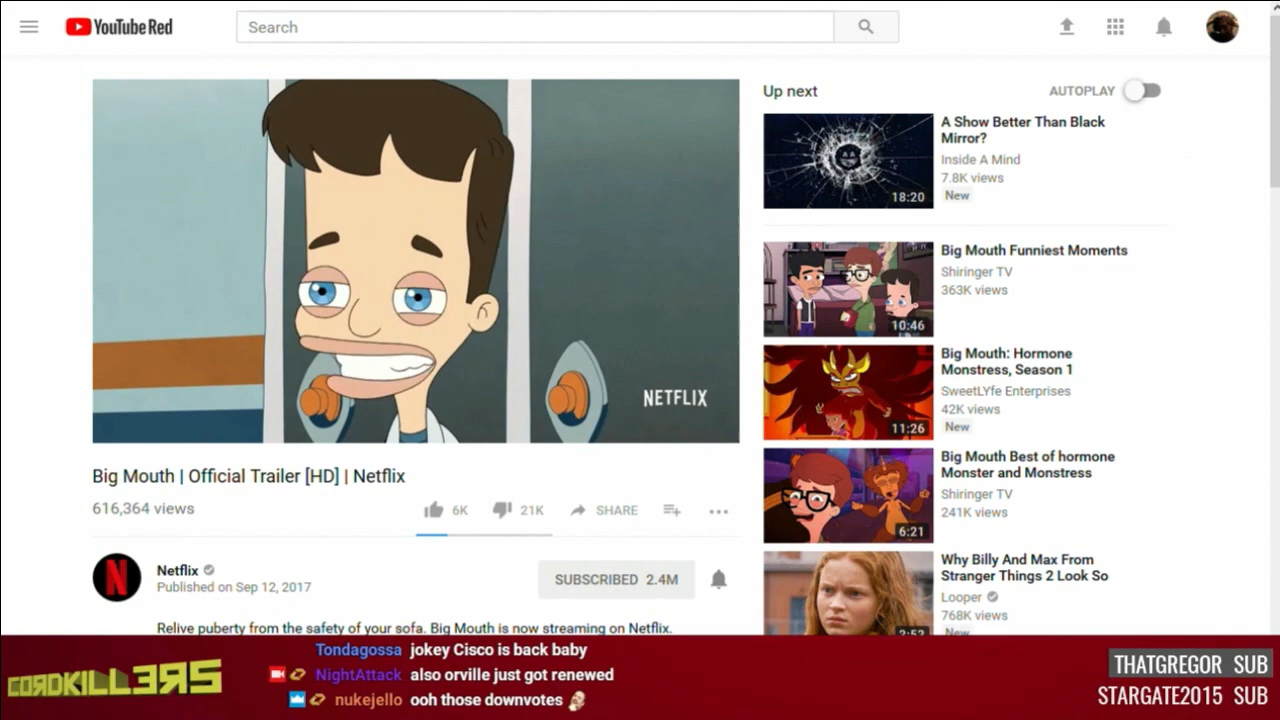 YouTube Red
Search
Up next
AUTOPLAY
A Show Better Than Black
Mirror?
Inside A Mind
7.8K views
New
18:20
Big Mouth Funniest Moments
Shiringer TV
363K views
10:46
Big Mouth: Hormone
Monstress, Season 1
SweetLYfe Enterprises
42K views
New
11:26
Big Mouth Best of hormone
Monster and Monstress
Shiringer TV
241K views
6:21
Why Billy And Max From
Stranger Things 2 Look So
Looper
768K views
New
3:52
NETFLIX
Big Mouth | Official Trailer [HD] | Netflix
616,364 views
6K
21K
SHARE
N
Netflix
Published on Sep 12, 2017
SUBSCRIBED 2.4M
Relive puberty from the safety of your sofa. Big Mouth is now streaming on Netflix.
CORDKILLERS
Tondagossa jokey Cisco is back baby
NightAttack also orville just got renewed
nukejello ooh those downvotes
THATGREGOR SUB
STARGATE2015 SUB